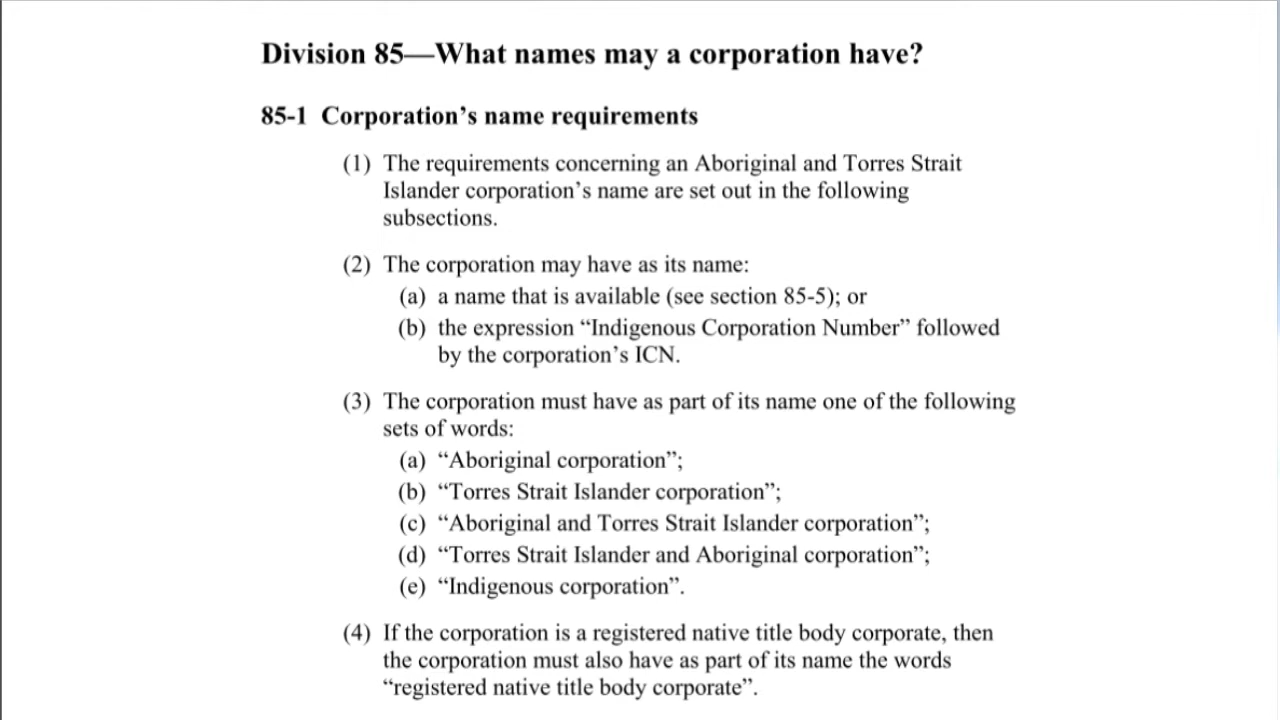 Division 85—What names may a corporation have?
85-1 Corporation’s name requirements
(1) The requirements concerning an Aboriginal and Torres Strait
Islander corporation’s name are set out in the following
subsections.
(2) The corporation may have as its name:
(a) a name that is available (see section 85-5); or
(b) the expression “Indigenous Corporation Number” followed
by the corporation’s ICN.
(3) The corporation must have as part of its name one of the following
sets of words:
(a) “Aboriginal corporation”;
(b) “Torres Strait Islander corporation”;
(c) “Aboriginal and Torres Strait Islander corporation”;
(d) “Torres Strait Islander and Aboriginal corporation”;
(e) “Indigenous corporation”.
(4) If the corporation is a registered native title body corporate, then
the corporation must also have as part of its name the words
“registered native title body corporate”.